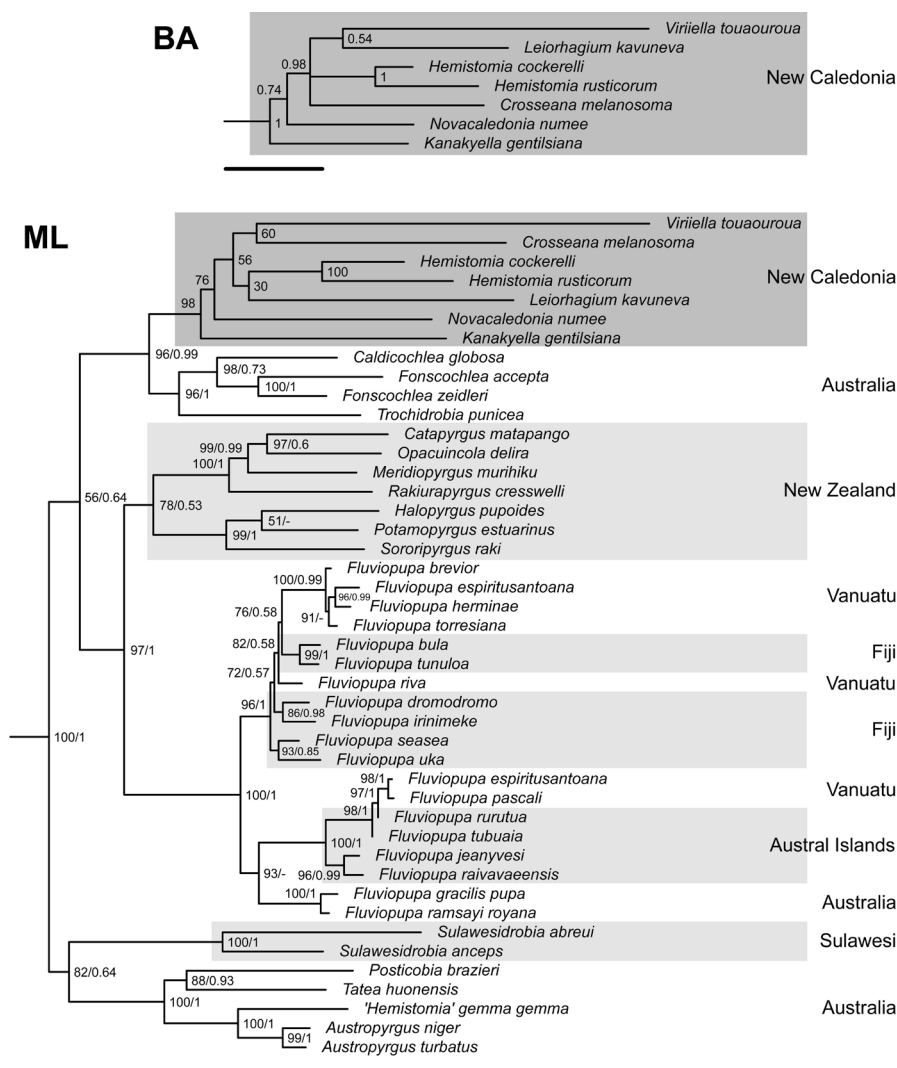 BA
Viriiella touaouroua
0.54
Leiorhagium kavuneva
0.98
Hemistomia cockerelli
1
New Caledonia
0.74
Hemistomia rusticorum
Crosseana melanosoma
1
Novacaledonia numee
Kanakyella gentilsiana
ML
Viriiella touaouroua
60
Crosseana melanosoma
56
Hemistomia cockerelli
100
New Caledonia
76
30
Hemistomia rusticorum
Leiorhagium kavuneva
98
Novacaledonia numee
Kanakyella gentilsiana
96/0.99
Caldicochlea globosa
98/0.73
Fonscochlea accepta
100/1
Australia
96/1
Fonscochlea zeidleri
Trochidrobia punicea
Catapyrgus matapango
99/0.99
97/0.6
Opacuincola delira
100/1
Meridiopyrgus murihiku
Rakiurapyrgus cresswelli
New Zealand
56/0.64
78/0.53
Halopyrgus pupoides
51/-
Potamopyrgus estuarinus
99/1
Sororipyrgus raki
Fluviopupa brevior
100/0.99
Fluviopupa espiritusantoana
96/0.99
Vanuatu
76/0.58
Fluviopupa herminae
91/-
Fluviopupa torresiana
82/0.58
Fluviopupa bula
99/1
Fiji
97/1
Fluviopupa tunuloa
72/0.57
Fluviopupa riva
Vanuatu
96/1
Fluviopupa dromodromo
86/0.98
Fluviopupa irinimeke
Fiji
100/1
Fluviopupa seasea
93/0.85
Fluviopupa uka
98/1
Fluviopupa espiritusantoana
Vanuatu
100/1
97/1
Fluviopupa pascali
98/1
Fluviopupa rurutua
Fluviopupa tubuaia
100/1
Austral Islands
Fluviopupa jeanyvesi
93/-
96/0.99
Fluviopupa raivavaeensis
100/1
Fluviopupa gracilis pupa
Australia
Fluviopupa ramsayi royana
Sulawesidrobia abreui
100/1
Sulawesi
Sulawesidrobia anceps
82/0.64
Posticobia brazieri
88/0.93
Tatea huonensis
100/1
'Hemistomia' gemma gemma
Australia
100/1
Austropyrgus niger
99/1
Austropyrgus turbatus